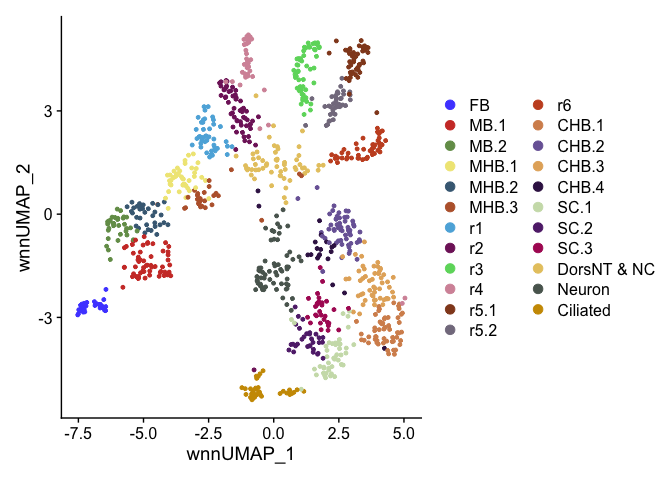 wnnUMAP_2
3
0
-3
-7.5
-5.0
-2.5
0.0
2.5
5.0
wnnUMAP_1
FB
MB.1
MB.2
MHB.1
MHB.2
MHB.3
r1
r2
r3
r4
r5.1
r5.2
r6
CHB.1
CHB.2
CHB.3
CHB.4
SC.1
SC.2
SC.3
DorsNT & NC
Neuron
Ciliated